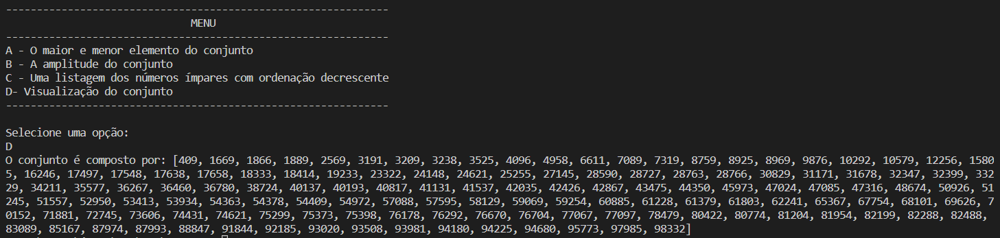 --------------------------------------------------------------
MENU
--------------------------------------------------------------
A - O maior e menor elemento do conjunto
B - A amplitude do conjunto
C - Uma listagem dos números ímpares com ordenação decrescente
D- Visualização do conjunto
--------------------------------------------------------------
Selecione uma opção:
D
O conjunto é composto por: [409, 1669, 1866, 1889, 2569, 3191, 3209, 3238, 3525, 4096, 4958, 6611, 7089, 7319, 8759, 8925, 8969, 9876, 10292, 10579, 12256, 1580
5, 16246, 17497, 17548, 17638, 17658, 18333, 18414, 19233, 23322, 24148, 24621, 25255, 27145, 28590, 28727, 28763, 28766, 30829, 31171, 31678, 32347, 32399, 332
29, 34211, 35577, 36267, 36460, 36780, 38724, 40137, 40193, 40817, 41131, 41537, 42035, 42426, 42867, 43475, 44350, 45973, 47024, 47085, 47316, 48674, 50926, 51
245, 51557, 52950, 53413, 53934, 54363, 54378, 54409, 54972, 57088, 57595, 58129, 59069, 59254, 60885, 61228, 61379, 61803, 62241, 65367, 67754, 68101, 69626, 7
0152, 71881, 72745, 73606, 74431, 74621, 75299, 75373, 75398, 76178, 76292, 76670, 76704, 77067, 77097, 78479, 80422, 80774, 81204, 81954, 82199, 82288, 82488,
83089, 85167, 87974, 87993, 88847, 91844, 92185, 93020, 93508, 93981, 94180, 94225, 94680, 95773, 97985, 98332]